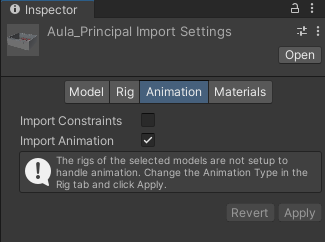 Inspector
Aula_Principal Import Settings
Open
Model Rig Animation Materials
Import Constraints
Import Animation
The rigs of the selected models are not setup to
handle animation. Change the Animation Type in the
Rig tab and click Apply.
Revert Apply